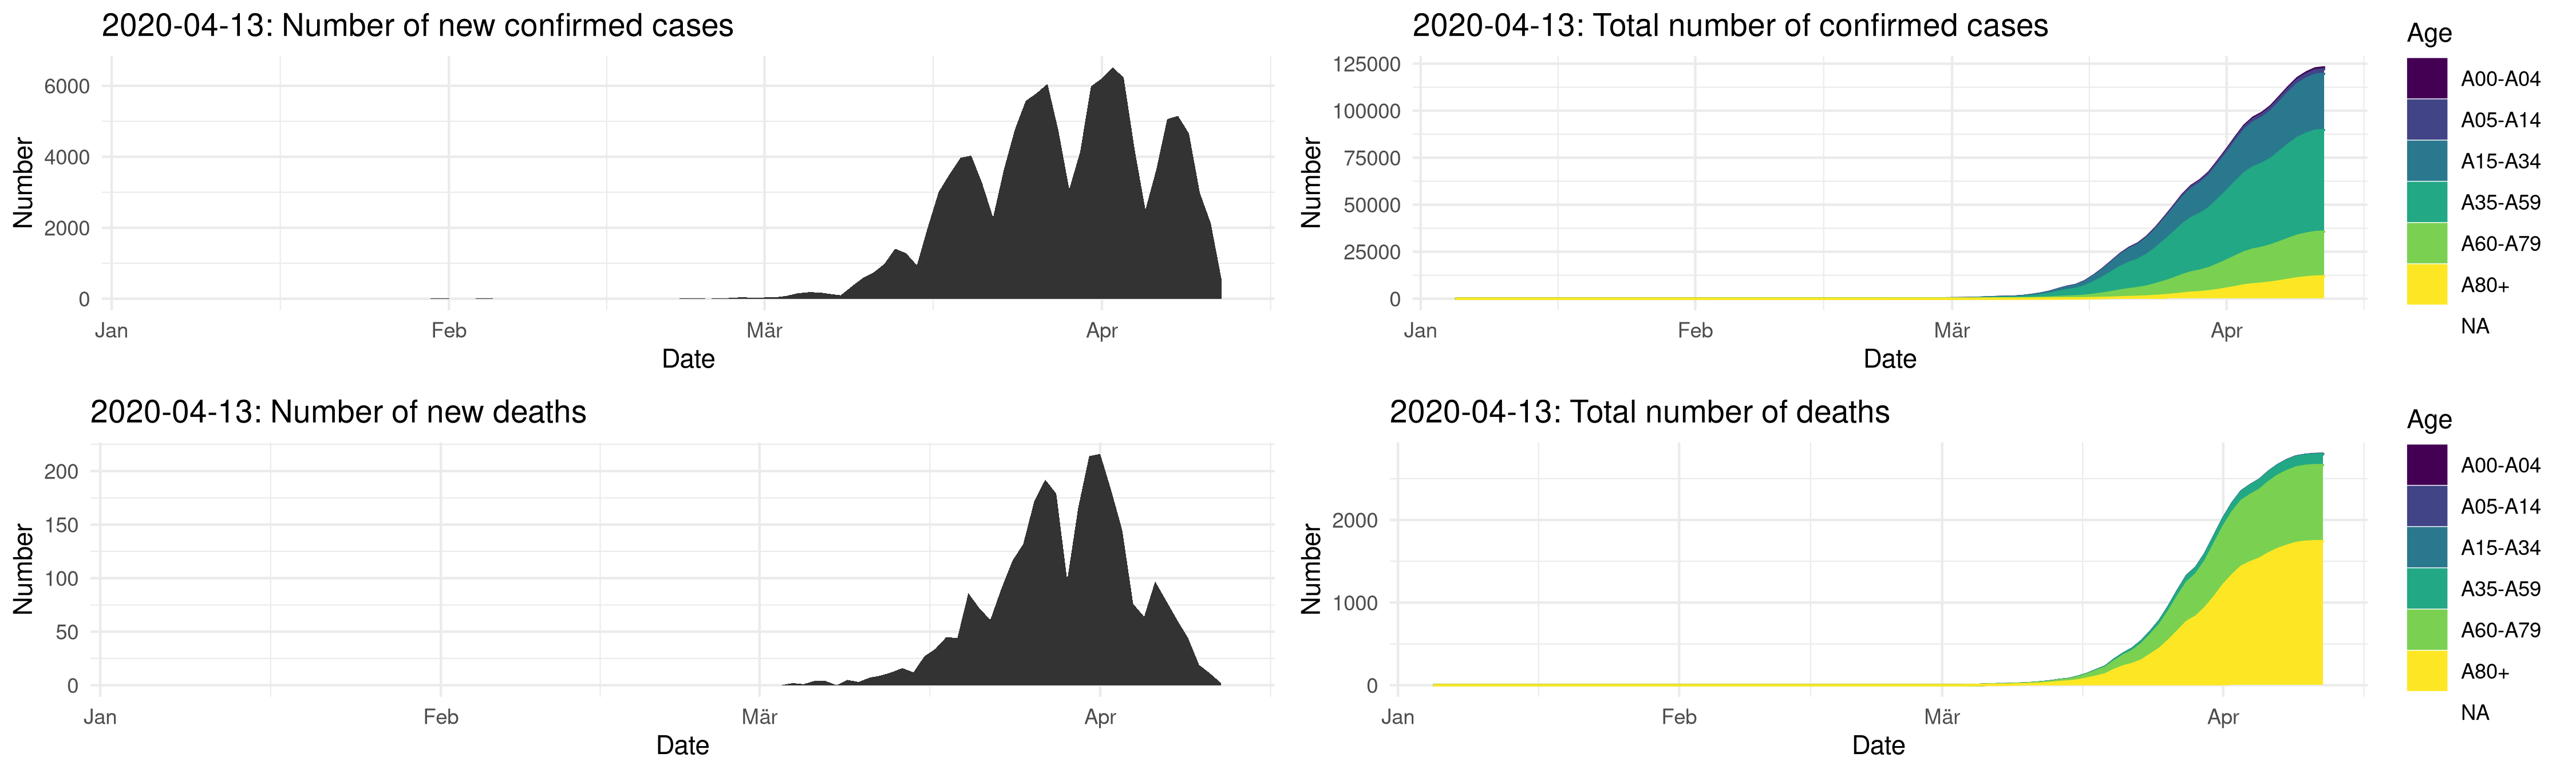 2020-04-13: Number of new confirmed cases
Number
6000
4000
2000
0
Jan Feb Mär Apr
Date
2020-04-13: Total number of confirmed cases
Number
125000
100000
75000
50000
25000
0
Jan Feb Mär Apr
Date
Age
A00-A04
A05-A14
A15-A34
A35-A59
A60-A79
A80+
NA
2020-04-13: Number of new deaths
Number
200
150
100
50
0
Jan Feb Mär Apr
Date
2020-04-13: Total number of deaths
Number
2000
1000
0
Jan Feb Mär Apr
Date
Age
A00-A04
A05-A14
A15-A34
A35-A59
A60-A79
A80+
NA